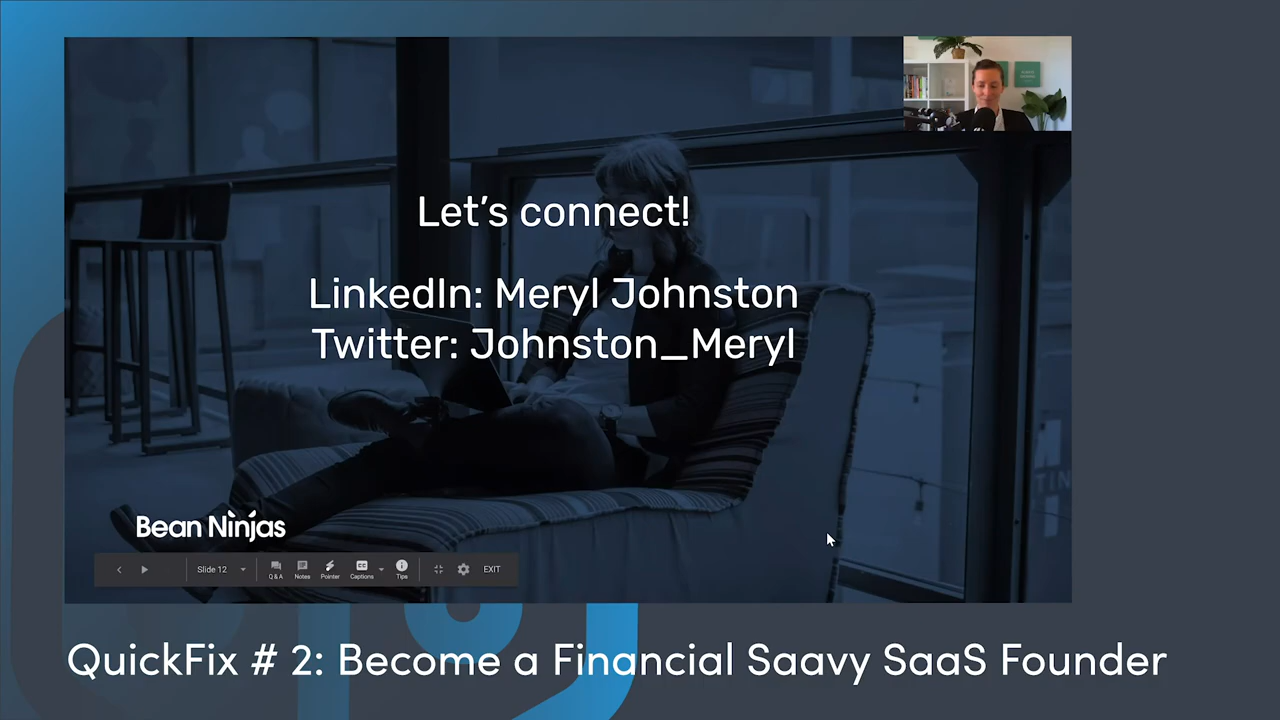 Let’s connect!
LinkedIn: Meryl Johnston
Twitter: Johnston_Meryl
Bean Ninjas
Slide 12
Q & A
Notes
Pointer
Captions
Tips
EXIT
QuickFix # 2: Become a Financial Saavy SaaS Founder